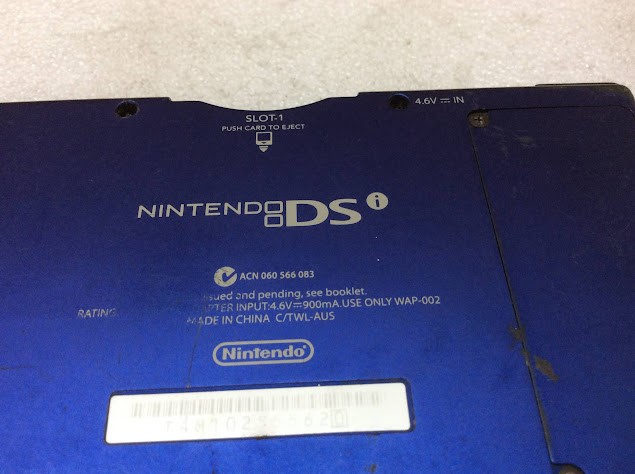 SLOT-1
PUSH CARD TO EJECT
4.6V ⎓ IN
NINTENDO DS i
ACN 060 566 083
ssued and pending, see booklet.
RATING: PTER INPUT:4.6V⎓900mA.USE ONLY WAP-002
MADE IN CHINA C/TWL-AUS
Nintendo